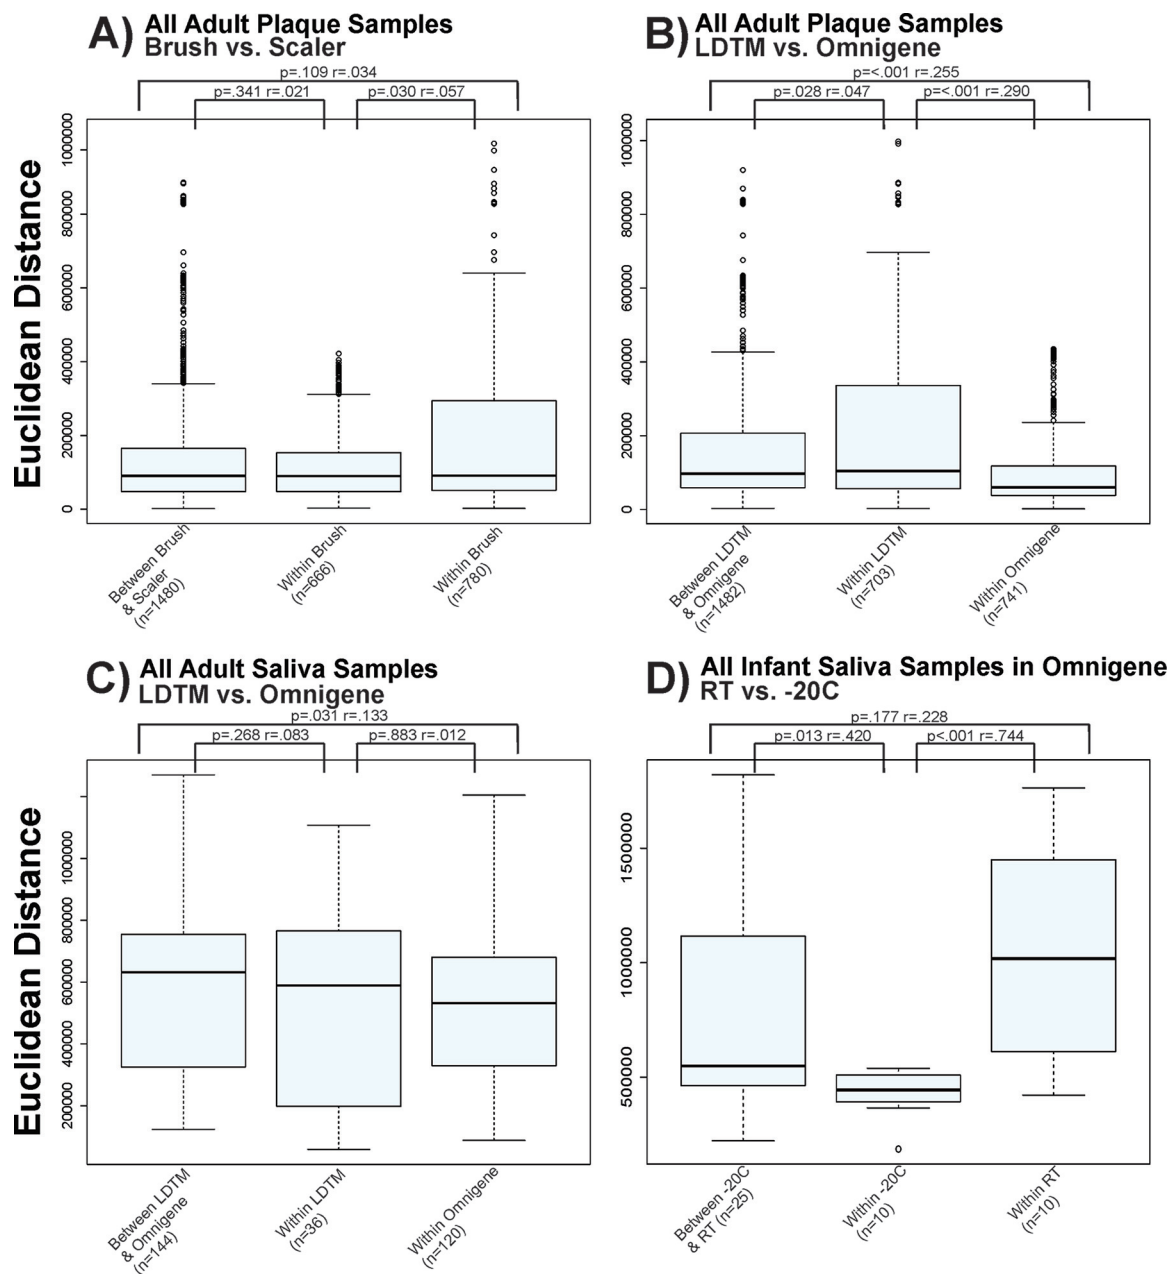 A) All Adult Plaque Samples
Brush vs. Scaler
p=.109 r=.034
p=.341 r=.021 p=.030 r=.057
Euclidean Distance
1000000
800000
600000
400000
200000
0
Between Brush
& Scaler
(n=1480)
Within Brush
(n=666)
Within Brush
(n=780)
B) All Adult Plaque Samples
LDTM vs. Omnigene
p=<.001 r=.255
p=.028 r=.047 p=<.001 r=.290
1000000
800000
600000
400000
200000
0
Between LDTM
& Omnigene
(n=1482)
Within LDTM
(n=703)
Within Omnigene
(n=741)
C) All Adult Saliva Samples
LDTM vs. Omnigene
p=.031 r=.133
p=.268 r=.083 p=.883 r=.012
Euclidean Distance
1000000
800000
600000
400000
200000
Between LDTM
& Omnigene
(n=144)
Within LDTM
(n=36)
Within Omnigene
(n=120)
D) All Infant Saliva Samples in Omnigene
RT vs. -20C
p=.177 r=.228
p=.013 r=.420 p<.001 r=.744
1500000
1000000
500000
Between -20C
& RT (n=25)
Within -20C
(n=10)
Within RT
(n=10)